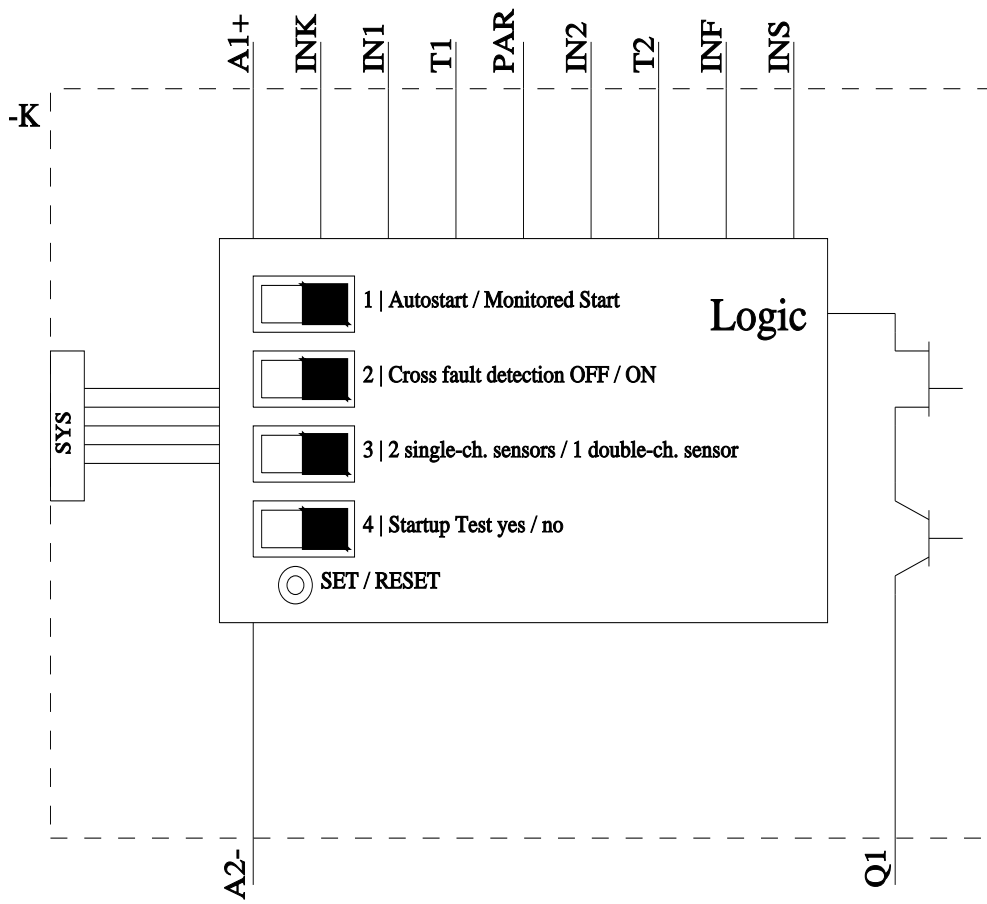 A1+
INK
IN1
T1
PAR
IN2
T2
INF
INS
-K
1 | Autostart / Monitored Start
Logic
2 | Cross fault detection OFF / ON
SYS
3 | 2 single-ch. sensors / 1 double-ch. sensor
4 | Startup Test yes / no
SET / RESET
A2-
Q1